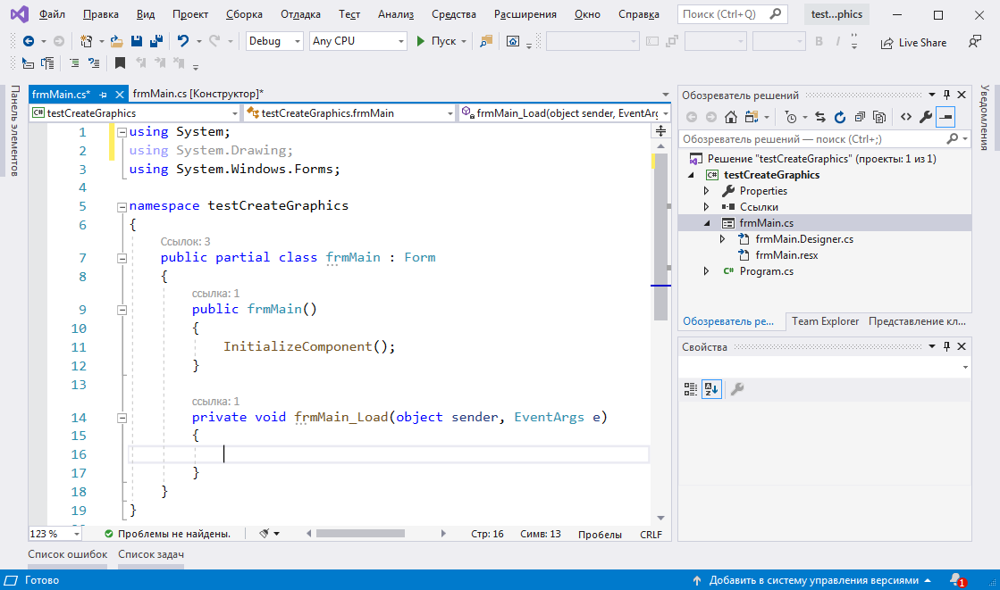 Файл Правка Вид Проект Сборка Отладка Тест Анализ Средства Расширения Окно Справка Поиск (Ctrl+Q) test...phics
Debug Any CPU Пуск Live Share
Панель элементов
frmMain.cs* frmMain.cs [Конструктор]*
testCreateGraphics testCreateGraphics.frmMain frmMain_Load(object sender, EventArg
1 using System;
2 using System.Drawing;
3 using System.Windows.Forms;
4
5 namespace testCreateGraphics
6 {
Ссылок: 3
7 public partial class frmMain : Form
8 {
ссылка: 1
9 public frmMain()
10 {
11 InitializeComponent();
12 }
13
ссылка: 1
14 private void frmMain_Load(object sender, EventArgs e)
15 {
16
17 }
18 }
19 }
123 % Проблемы не найдены. Стр: 16 Симв: 13 Пробелы CRLF
Обозреватель решений
Обозреватель решений — поиск (Ctrl+;)
Решение "testCreateGraphics" (проекты: 1 из 1)
testCreateGraphics
Properties
Ссылки
frmMain.cs
frmMain.Designer.cs
frmMain.resx
Program.cs
Обозреватель ре... Team Explorer Представление кл...
Свойства
Уведомления
Список ошибок Список задач
Готово Добавить в систему управления версиями 1